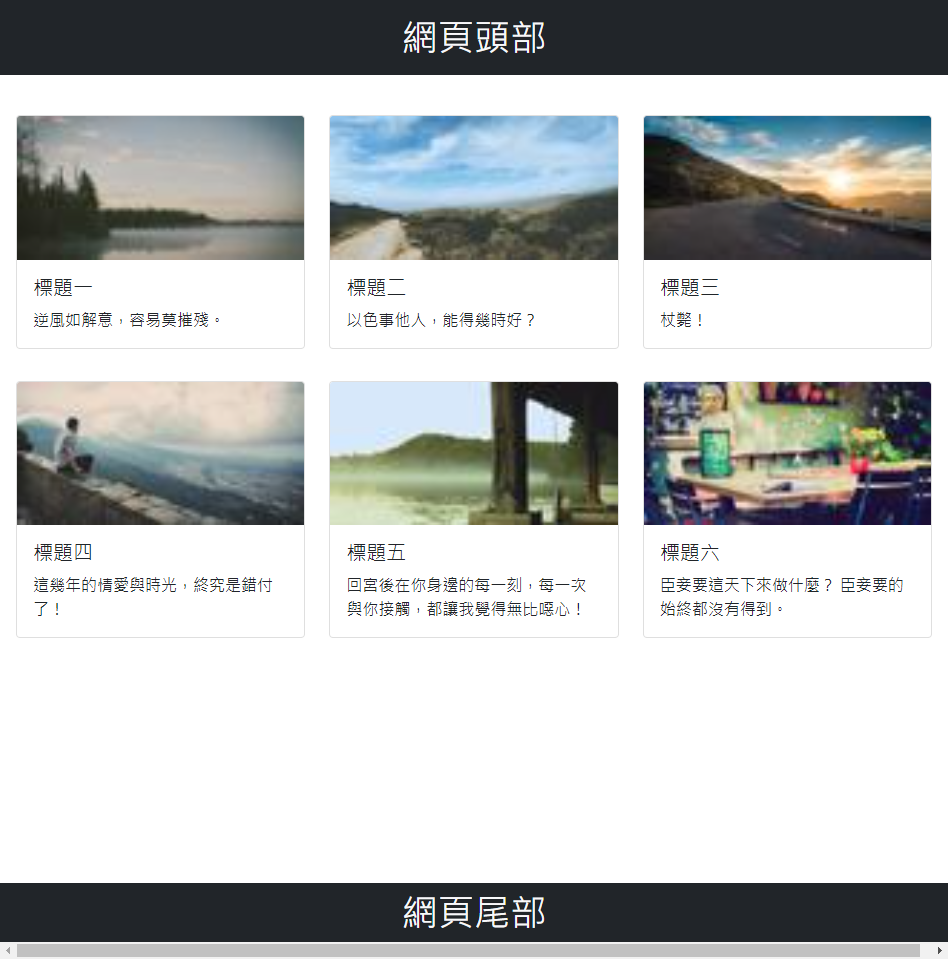 網頁頭部
標題一
逆風如解意，容易莫摧殘。
標題二
以色事他人，能得幾時好？
標題三
杖斃！
標題四
這幾年的情愛與時光，終究是錯付
了！
標題五
回宮後在你身邊的每一刻，每一次
與你接觸，都讓我覺得無比噁心！
標題六
臣妾要這天下來做什麼？ 臣妾要的
始終都沒有得到。
網頁尾部